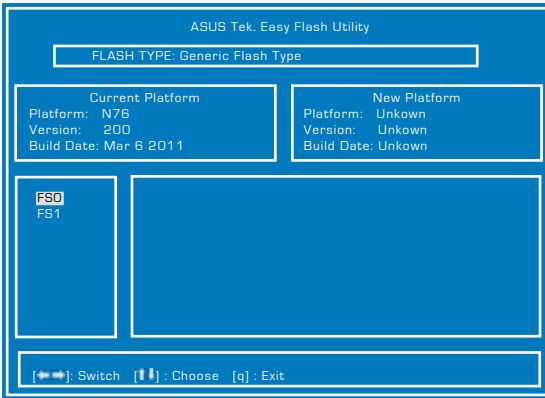 ASUS Tek. Easy Flash Utility
FLASH TYPE: Generic Flash Type
Current Platform
Platform: N76
Version: 200
Build Date: Mar 6 2011
New Platform
Platform: Unkown
Version: Unkown
Build Date: Unkown
FS0
FS1
[←→]: Switch [↑↓] : Choose [q] : Exit